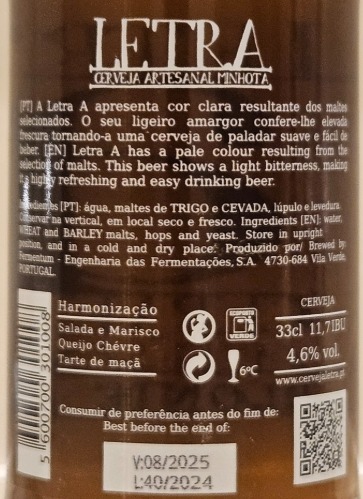 LETRA
CERVEJA ARTESANAL MINHOTA
[PT] A Letra A apresenta cor clara resultante dos maltes
selecionados. O seu ligeiro amargor confere-lhe elevada
frescura tornando-a uma cerveja de paladar suave e fácil de
beber. [EN] Letra A has a pale colour resulting from the
selection of malts. This beer shows a light bitterness, making
it a highly refreshing and easy drinking beer.
Ingredientes [PT]: água, maltes de TRIGO e CEVADA, lúpulo e levedura.
Conservar na vertical, em local seco e fresco. Ingredients [EN]: water,
WHEAT and BARLEY malts, hops and yeast. Store in upright
position, and in a cold and dry place. Produzido por/ Brewed by:
Fermentum - Engenharia das Fermentações, S.A. 4730-684 Vila Verde,
PORTUGAL.
Harmonização
Salada e Marisco
Queijo Chévre
Tarte de maçã
ECOPONTO
VERDE
6ºC
CERVEJA
33cl 11,7IBU
4,6% vol.
www.cervejaletra.pt
5 600700 301008
Consumir de preferência antes do fim de:
Best before the end of:
V:08/2025
L:40/2024